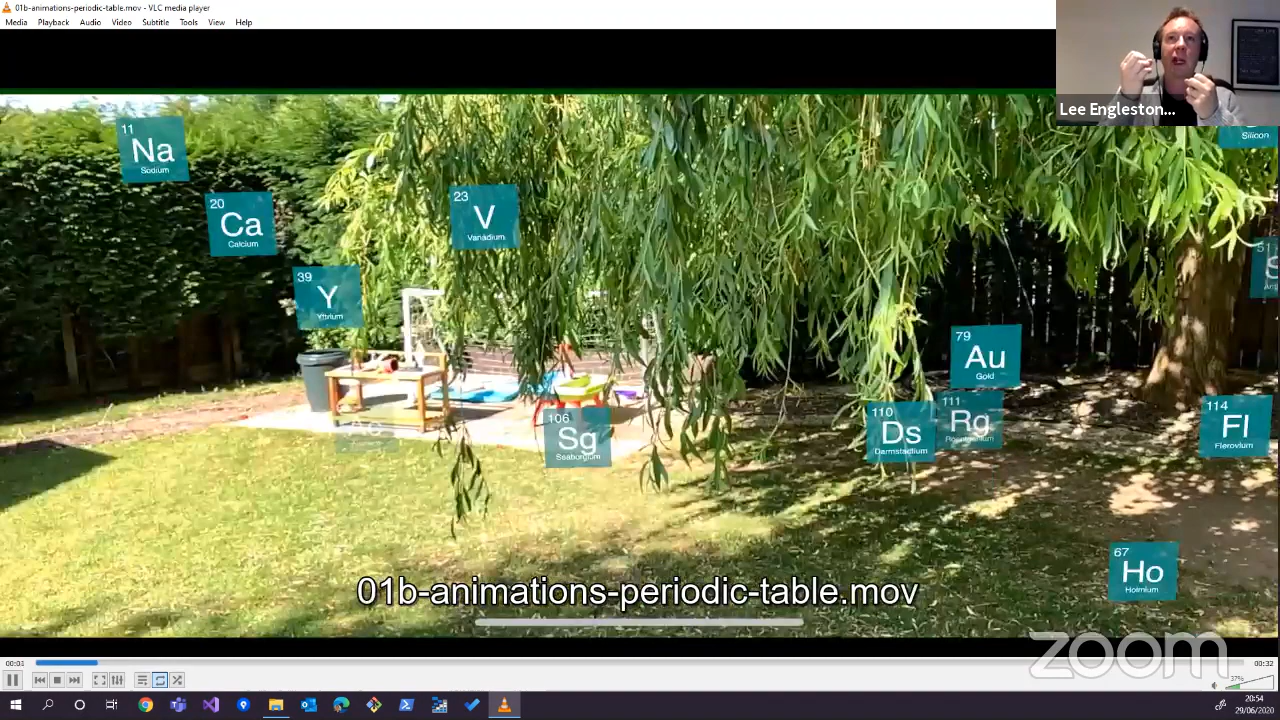 01b-animations-periodic-table.mov - VLC media player
Media Playback Audio Video Subtitle Tools View Help
Lee Engleston...
Silicon
11
Na
Sodium
20
Ca
Calcium
23
V
Vanadium
39
Y
Yttrium
51
79
Au
Gold
106
Sg
Seaborgium
110
Ds
Darmstadtium
111
Rg
Roentgenium
114
Fl
Flerovium
67
Ho
Holmium
01b-animations-periodic-table.mov
zoom
00:01
00:32
37%
20:54
29/06/2020